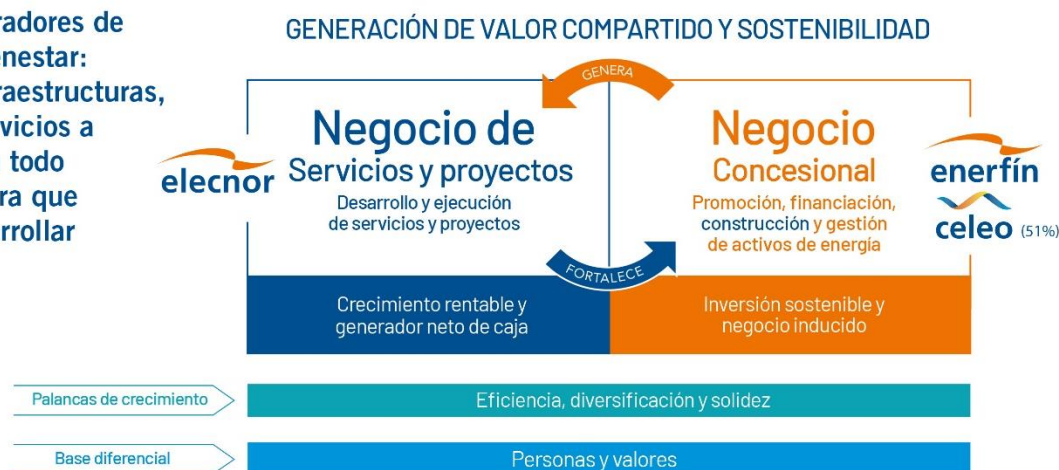 radores de
enestar:
raestructuras,
vicios a
todo
ra que
rrollar
GENERACIÓN DE VALOR COMPARTIDO Y SOSTENIBILIDAD
GENERA
elecnor
Negocio de
Servicios y proyectos
Desarrollo y ejecución
de servicios y proyectos
Negocio
Concesional
Promoción, financiación,
construcción y gestión
de activos de energía
enerfín
celeo (51%)
FORTALECE
Crecimiento rentable y
generador neto de caja
Inversión sostenible y
negocio inducido
Palancas de crecimiento
Eficiencia, diversificación y solidez
Base diferencial
Personas y valores